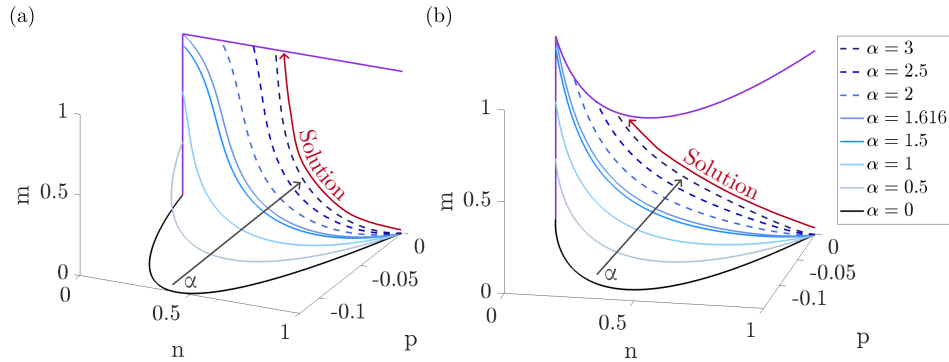 (a)
1
0.5
0
m
0
0.5
1
n
0
-0.05
-0.1
p
Solution
α
(b)
1
0.5
0
m
0
0.5
1
n
0
-0.05
-0.1
p
Solution
α
α = 3
α = 2.5
α = 2
α = 1.616
α = 1.5
α = 1
α = 0.5
α = 0